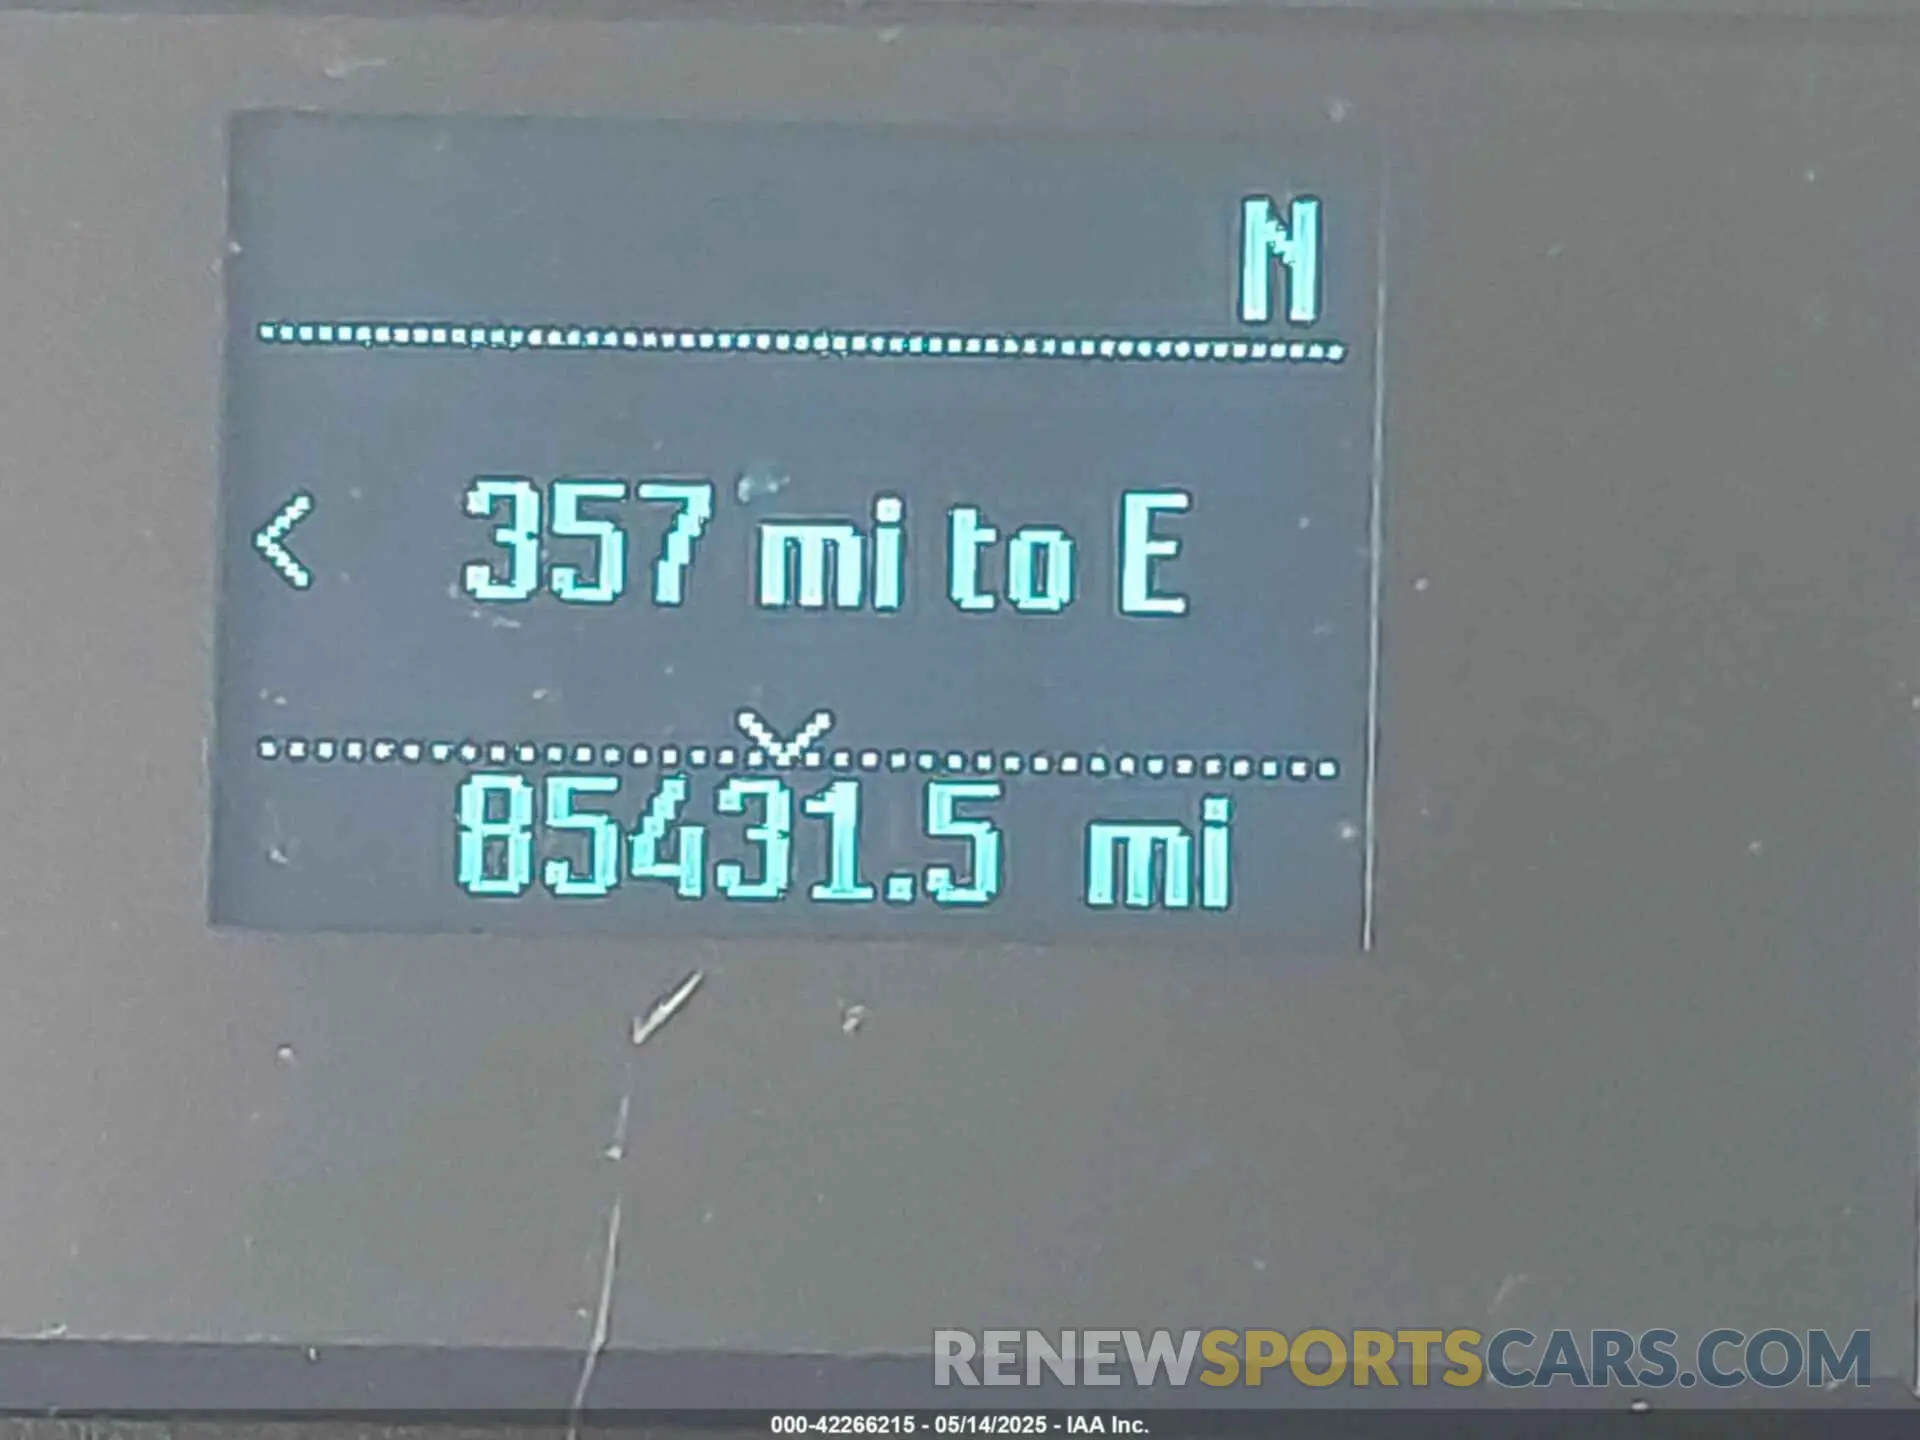 N
< 357 mi to E
85431.5 mi
RENEWSPORTSCARS.COM
000-42266215 - 05/14/2025 - IAA Inc.